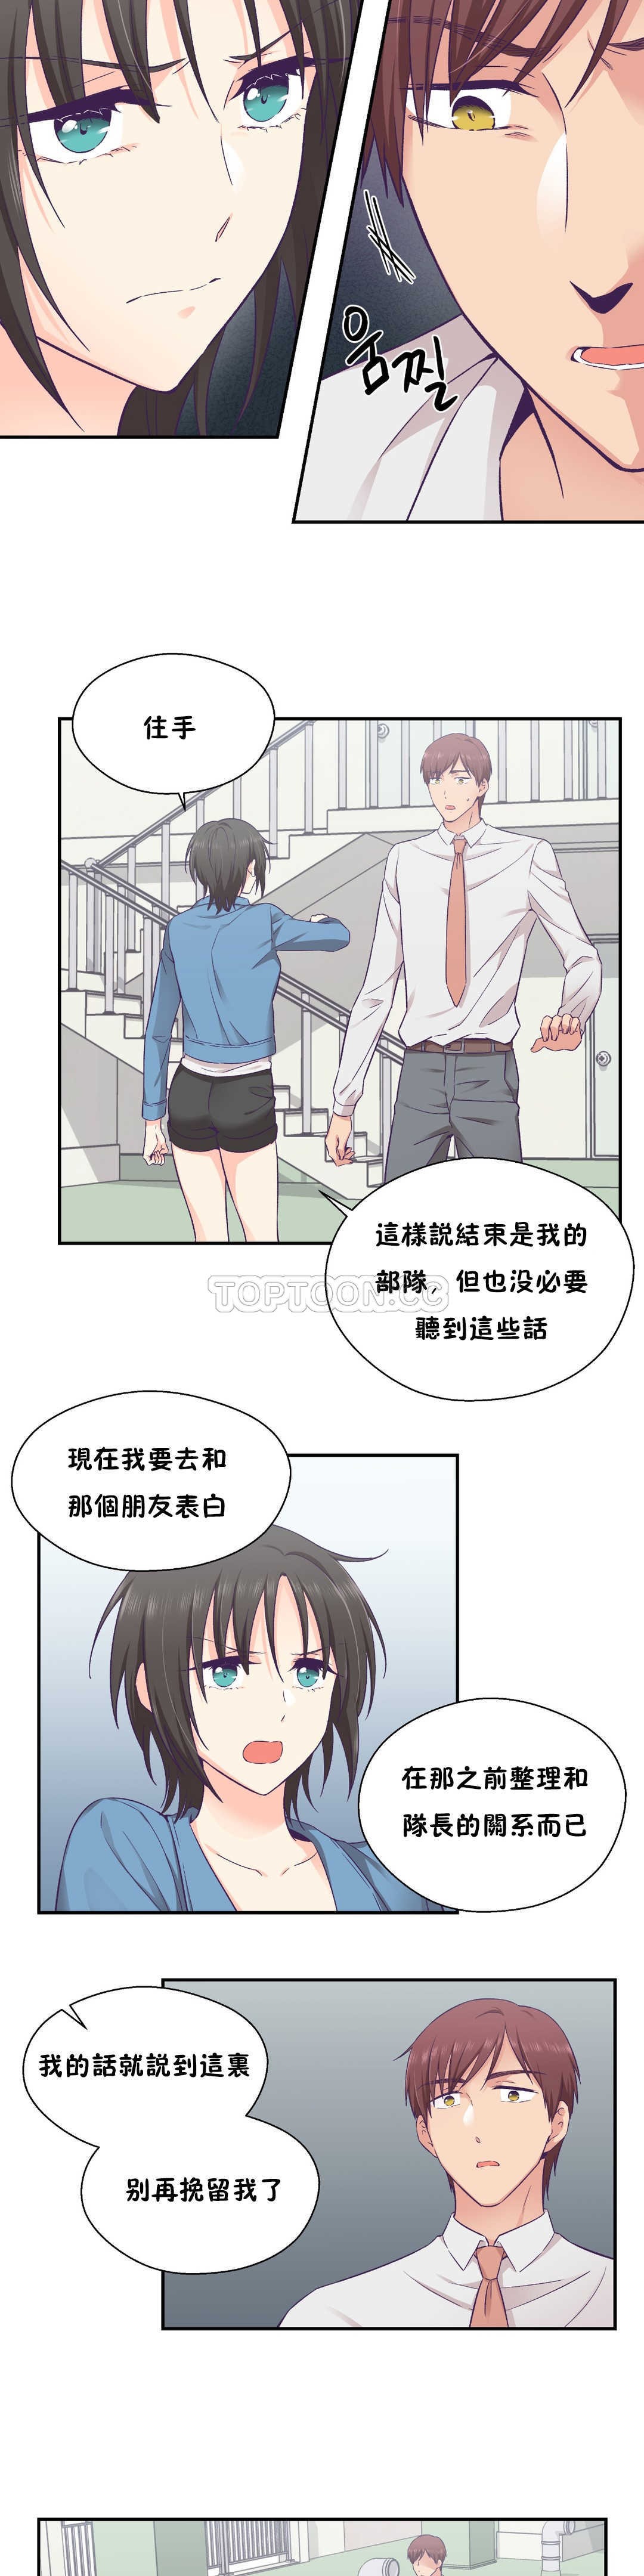 움찔
住手
這樣説結束是我的
部隊，但也没必要
聽到這些話
TOPTOON.CC
現在我要去和
那個朋友表白
在那之前整理和
隊長的關系而已
我的話就説到這裏
别再挽留我了